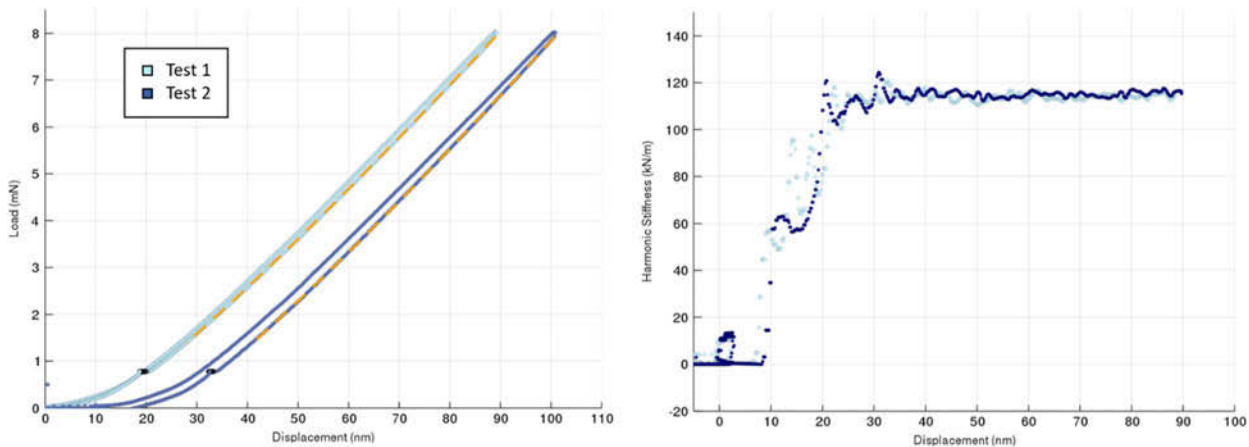 8
7
6
5
4
3
2
1
0
Load (mN)
Test 1
Test 2
0 10 20 30 40 50 60 70 80 90 100 110
Displacement (nm)
140
120
100
80
60
40
20
0
-20
Harmonic Stiffness (kN/m)
0 10 20 30 40 50 60 70 80 90 100
Displacement (nm)